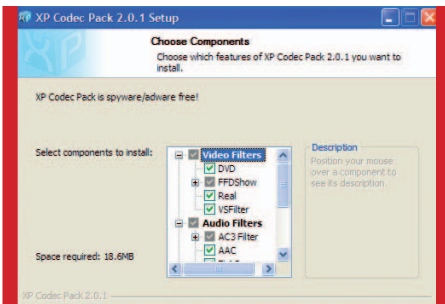 XP Codec Pack 2.0.1 Setup
XP
Choose Components
Choose which features of XP Codec Pack 2.0.1 you want to
install.
XP Codec Pack is spyware/adware free!
Select components to install:
Video Filters
DVD
FFDShow
Real
VSFilter
Audio Filters
AC3 Filter
AAC
Space required: 18.6MB
Description
Position your mouse
over a component to
see its description.
XP Codec Pack 2.0.1